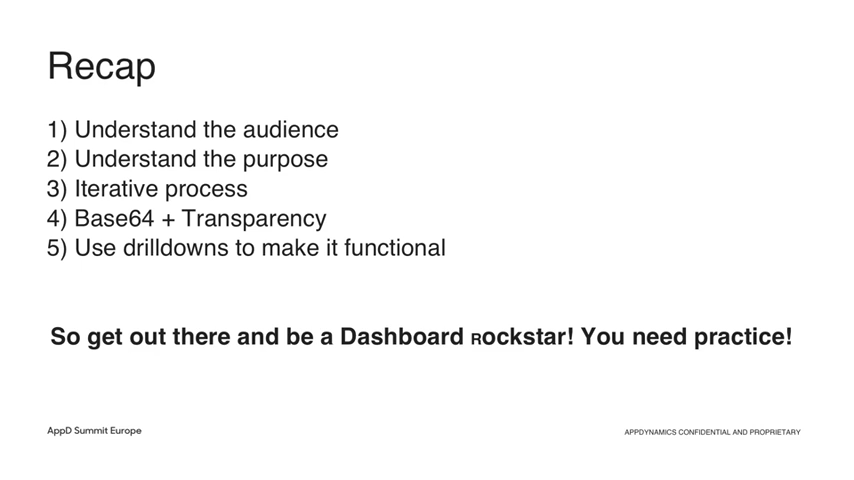 Recap
1) Understand the audience
2) Understand the purpose
3) Iterative process
4) Base64 + Transparency
5) Use drilldowns to make it functional
So get out there and be a Dashboard Rockstar! You need practice!
AppD Summit Europe
APPDYNAMICS CONFIDENTIAL AND PROPRIETARY